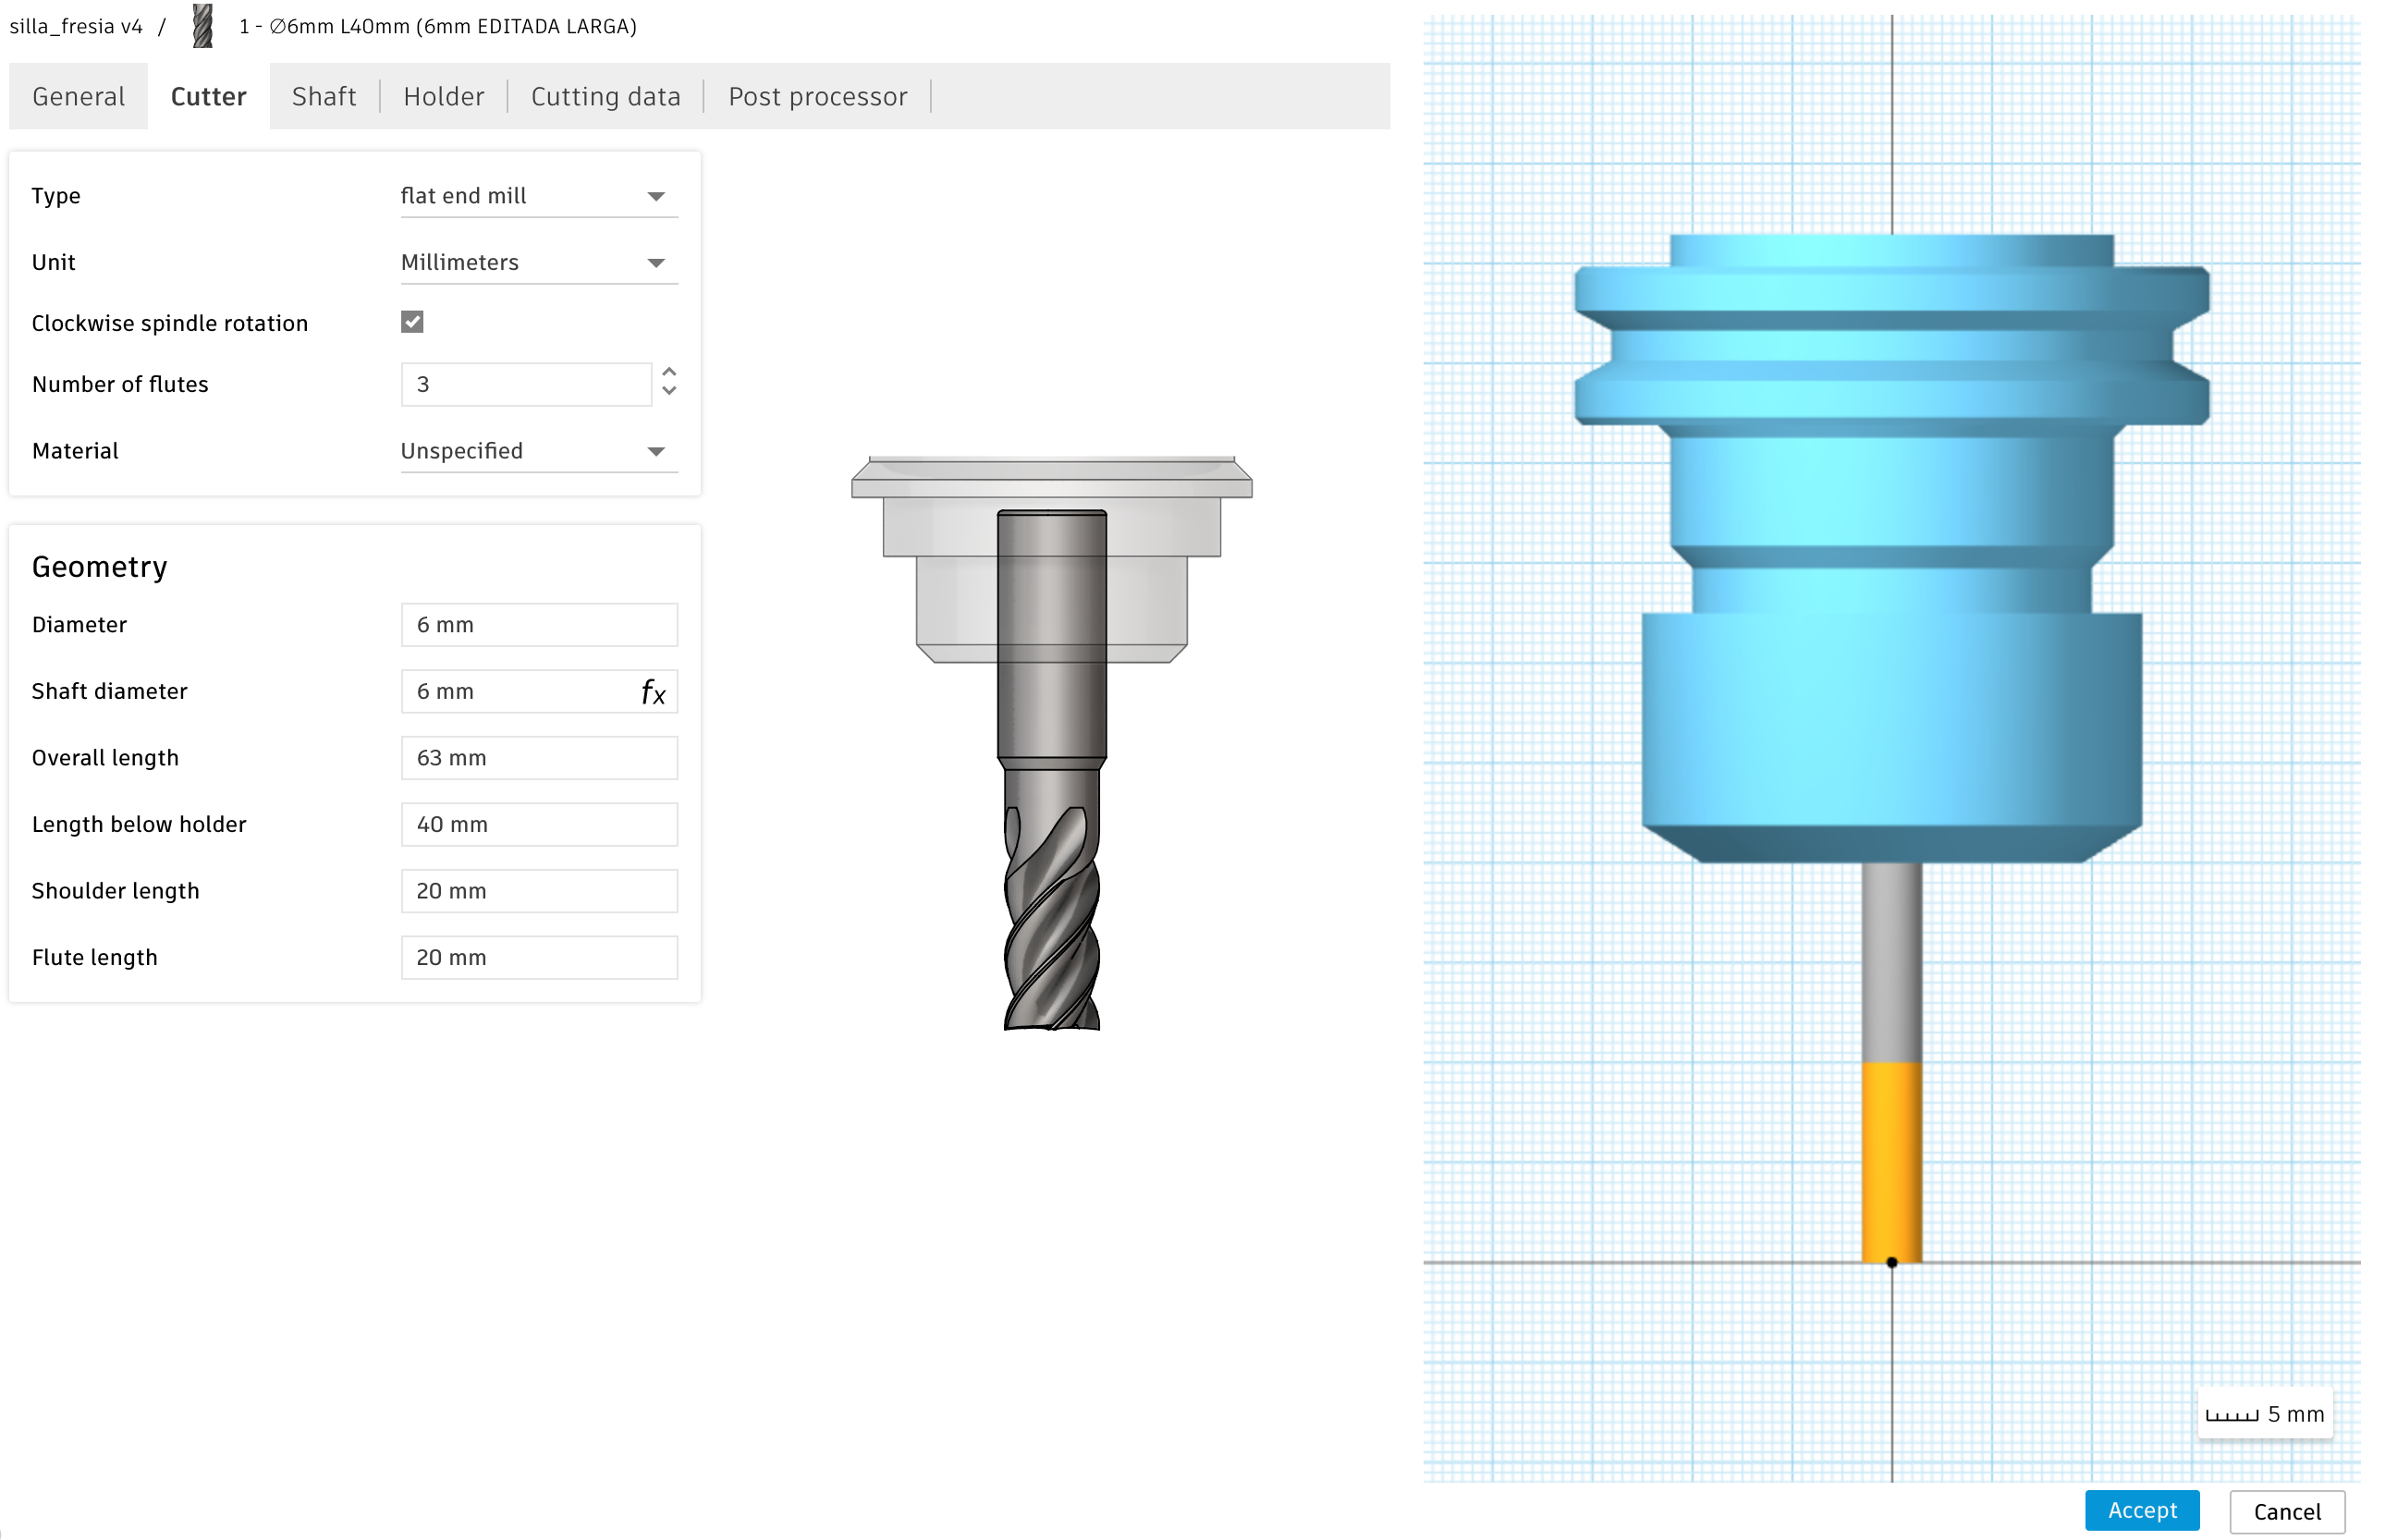 silla_fresia v4 / 1 - ∅6mm L40mm (6mm EDITADA LARGA)
General Cutter Shaft Holder Cutting data Post processor
Type flat end mill
Unit Millimeters
Clockwise spindle rotation
Number of flutes 3
Material Unspecified
Geometry
Diameter 6 mm
Shaft diameter 6 mm fx
Overall length 63 mm
Length below holder 40 mm
Shoulder length 20 mm
Flute length 20 mm
5 mm
Accept Cancel